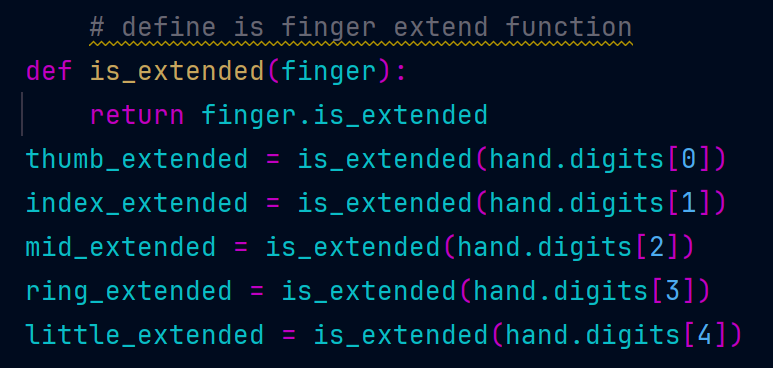 # define is finger extend function
def is_extended(finger):
return finger.is_extended
thumb_extended = is_extended(hand.digits[0])
index_extended = is_extended(hand.digits[1])
mid_extended = is_extended(hand.digits[2])
ring_extended = is_extended(hand.digits[3])
little_extended = is_extended(hand.digits[4])